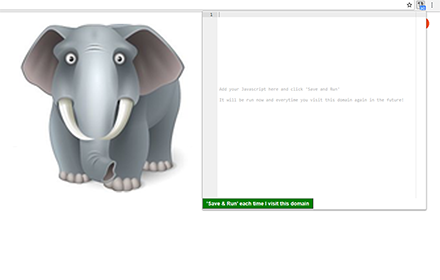 1
Add your Javascript here and click 'Save and Run'
It will be run now and everytime you visit this domain again in the future!
'Save & Run' each time I visit this domain